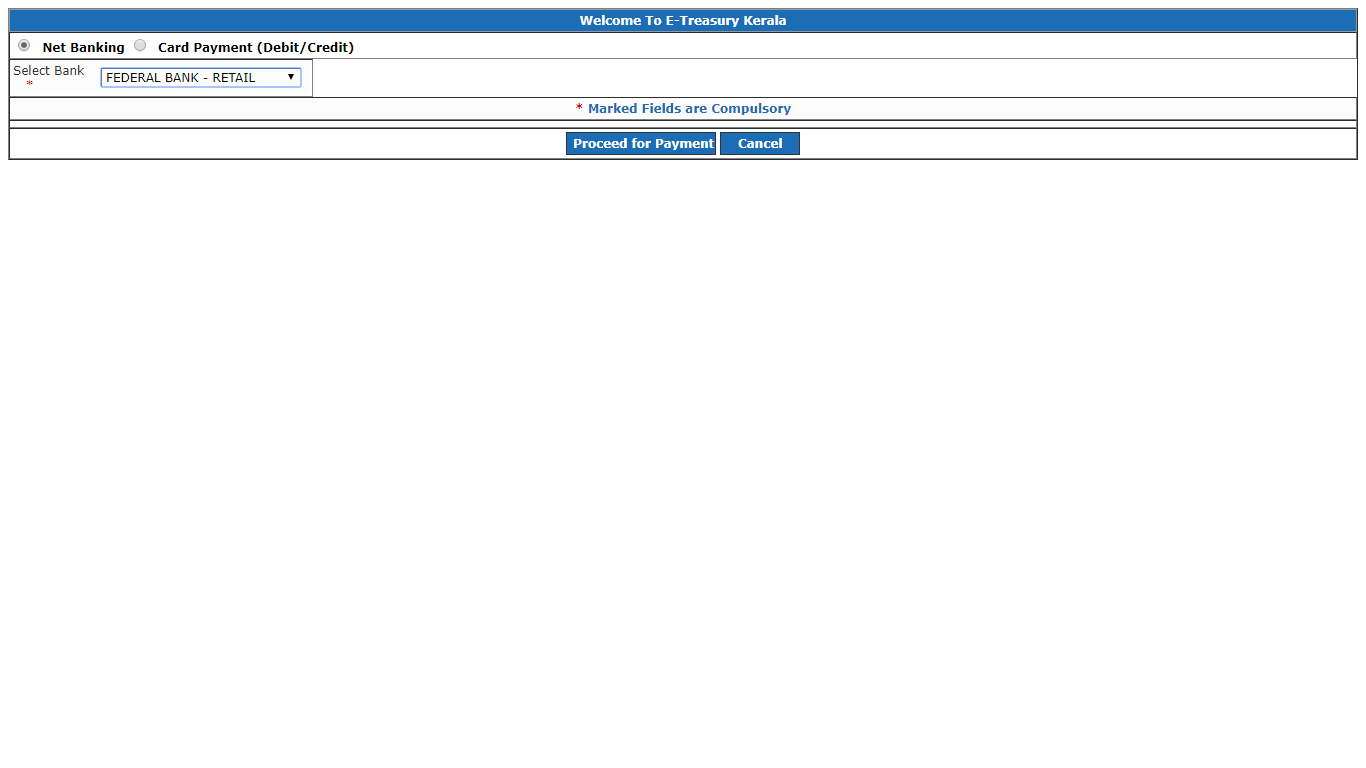 Welcome To E-Treasury Kerala
Net Banking Card Payment (Debit/Credit)
Select Bank
*
FEDERAL BANK - RETAIL
* Marked Fields are Compulsory
Proceed for Payment Cancel